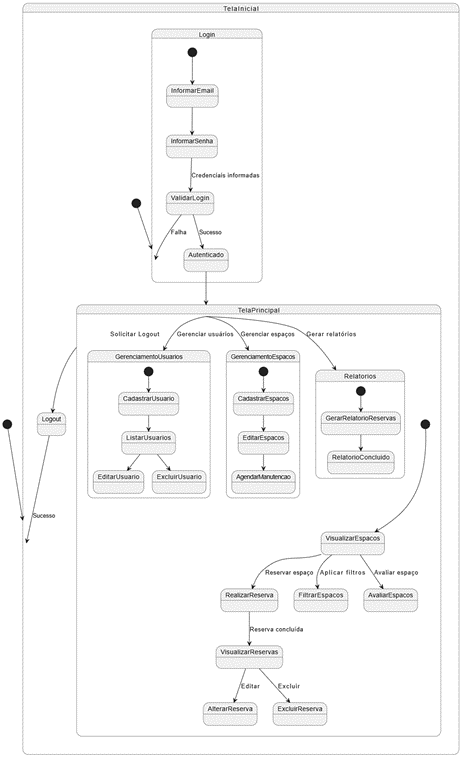 TelaInicial
Login
InformarEmail
InformarSenha
Credenciais informadas
ValidarLogin
Falha
Sucesso
Autenticado
TelaPrincipal
Solicitar Logout
Gerenciar usuários
Gerenciar espaços
Gerar relatórios
GerenciamentoUsuarios
GerenciamentoEspacos
Relatorios
CadastrarUsuario
CadastrarEspacos
GerarRelatorioReservas
Logout
ListarUsuarios
EditarEspacos
RelatorioConcluido
EditarUsuario
ExcluirUsuario
AgendarManutencao
Sucesso
VisualizarEspacos
Reservar espaço
Aplicar filtros
Avaliar espaço
RealizarReserva
FiltrarEspacos
AvaliarEspacos
Reserva concluída
VisualizarReservas
Editar
Excluir
AlterarReserva
ExcluirReserva